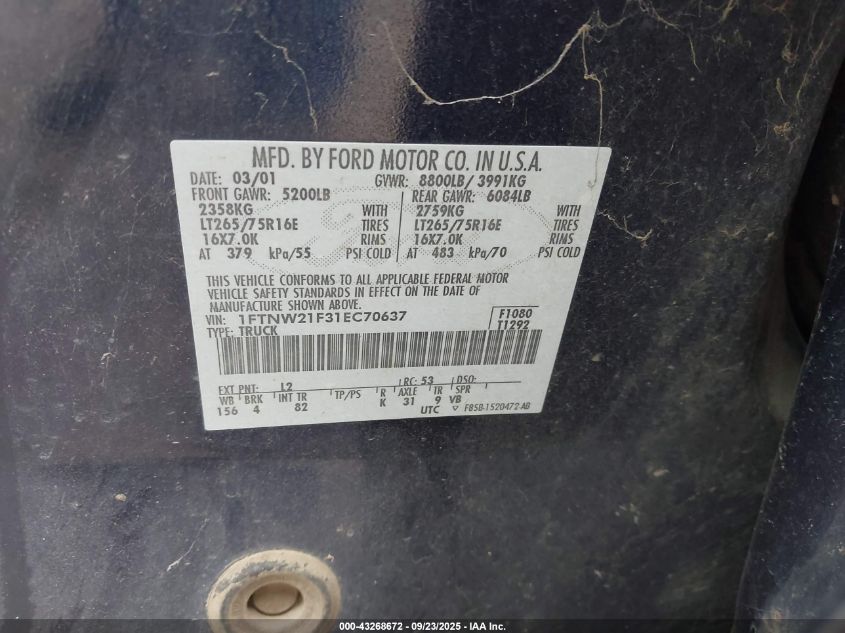 MFD. BY FORD MOTOR CO. IN U.S.A.
DATE: 03/01 GVWR: 8800LB/ 3991KG
FRONT GAWR: 5200LB REAR GAWR: 6084LB
2358KG WITH 2759KG WITH
LT265/75R16E TIRES LT265/75R16E TIRES
16X7.0K RIMS 16X7.0K RIMS
AT 379 kPa/55 PSI COLD AT 483 kPa/70 PSI COLD
THIS VEHICLE CONFORMS TO ALL APPLICABLE FEDERAL MOTOR
VEHICLE SAFETY STANDARDS IN EFFECT ON THE DATE OF
MANUFACTURE SHOWN ABOVE.
VIN: 1FTNW21F31EC70637 F1080
TYPE: TRUCK T1292
EXT PNT: L2 RC: 53 DSO:
WB BRK INT TR TP/PS R AXLE TR SPR
156 4 82 K 31 9 VB
UTC ▽ F85B-1520472-AB
000-43268672 - 09/23/2025 - IAA Inc.